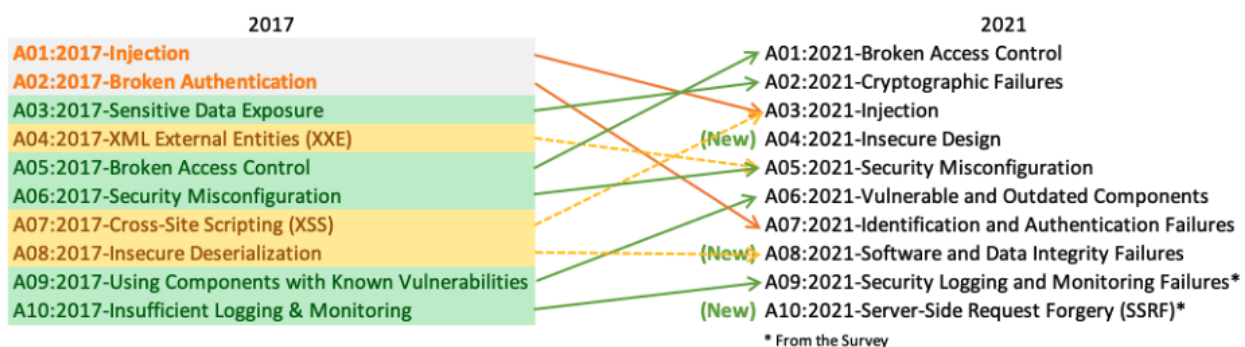 2017
A01:2017-Injection
A02:2017-Broken Authentication
A03:2017-Sensitive Data Exposure
A04:2017-XML External Entities (XXE)
A05:2017-Broken Access Control
A06:2017-Security Misconfiguration
A07:2017-Cross-Site Scripting (XSS)
A08:2017-Insecure Deserialization
A09:2017-Using Components with Known Vulnerabilities
A10:2017-Insufficient Logging & Monitoring
2021
A01:2021-Broken Access Control
A02:2021-Cryptographic Failures
A03:2021-Injection
(New) A04:2021-Insecure Design
A05:2021-Security Misconfiguration
A06:2021-Vulnerable and Outdated Components
A07:2021-Identification and Authentication Failures
(New) A08:2021-Software and Data Integrity Failures
A09:2021-Security Logging and Monitoring Failures*
(New) A10:2021-Server-Side Request Forgery (SSRF)*
* From the Survey